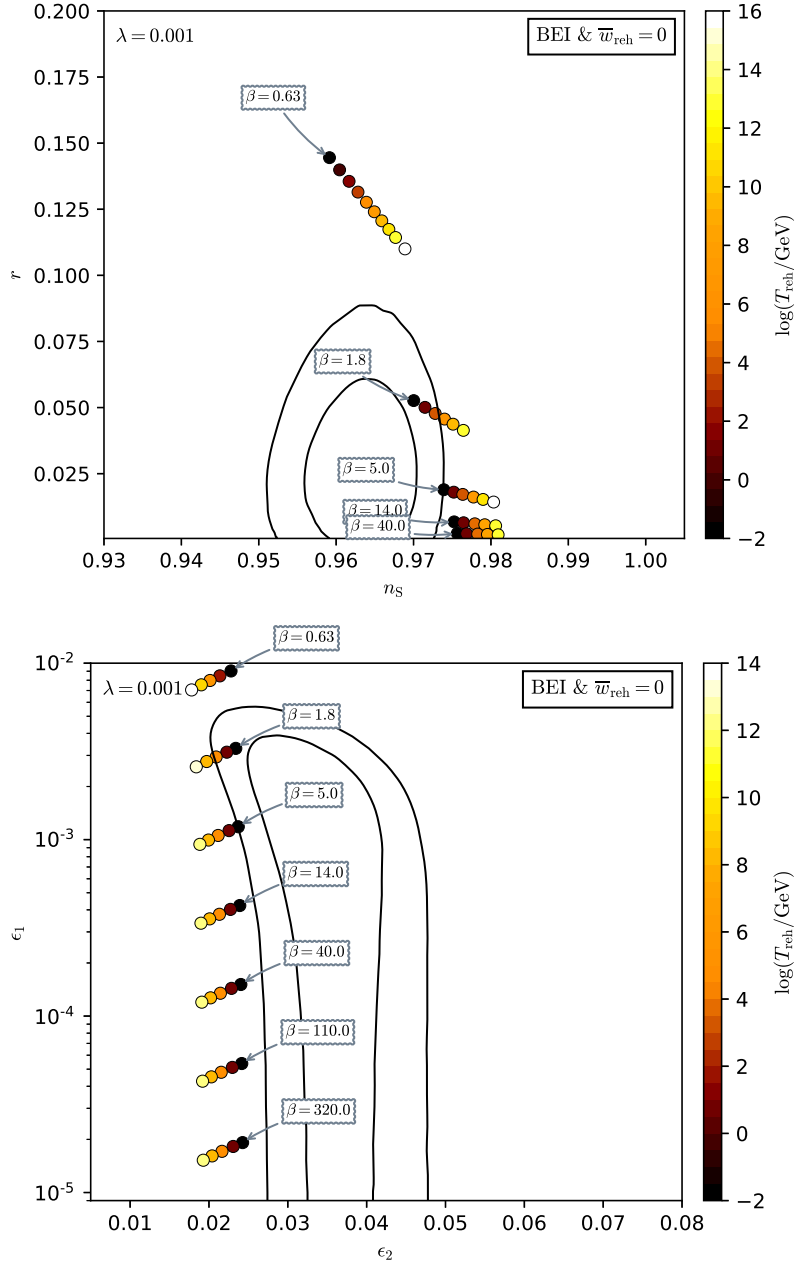 0.200
0.175
0.150
0.125
0.100
0.075
0.050
0.025
r
λ = 0.001
BEI & w̅reh = 0
β = 0.63
β = 1.8
β = 5.0
β = 14.0
β = 40.0
0.93 0.94 0.95 0.96 0.97 0.98 0.99 1.00
nS
16
14
12
10
8
6
4
2
0
−2
log(Treh/GeV)
10-2
10-3
10-4
10-5
ϵ1
λ = 0.001
BEI & w̅reh = 0
β = 0.63
β = 1.8
β = 5.0
β = 14.0
β = 40.0
β = 110.0
β = 320.0
0.01 0.02 0.03 0.04 0.05 0.06 0.07 0.08
ϵ2
14
12
10
8
6
4
2
0
−2
log(Treh/GeV)